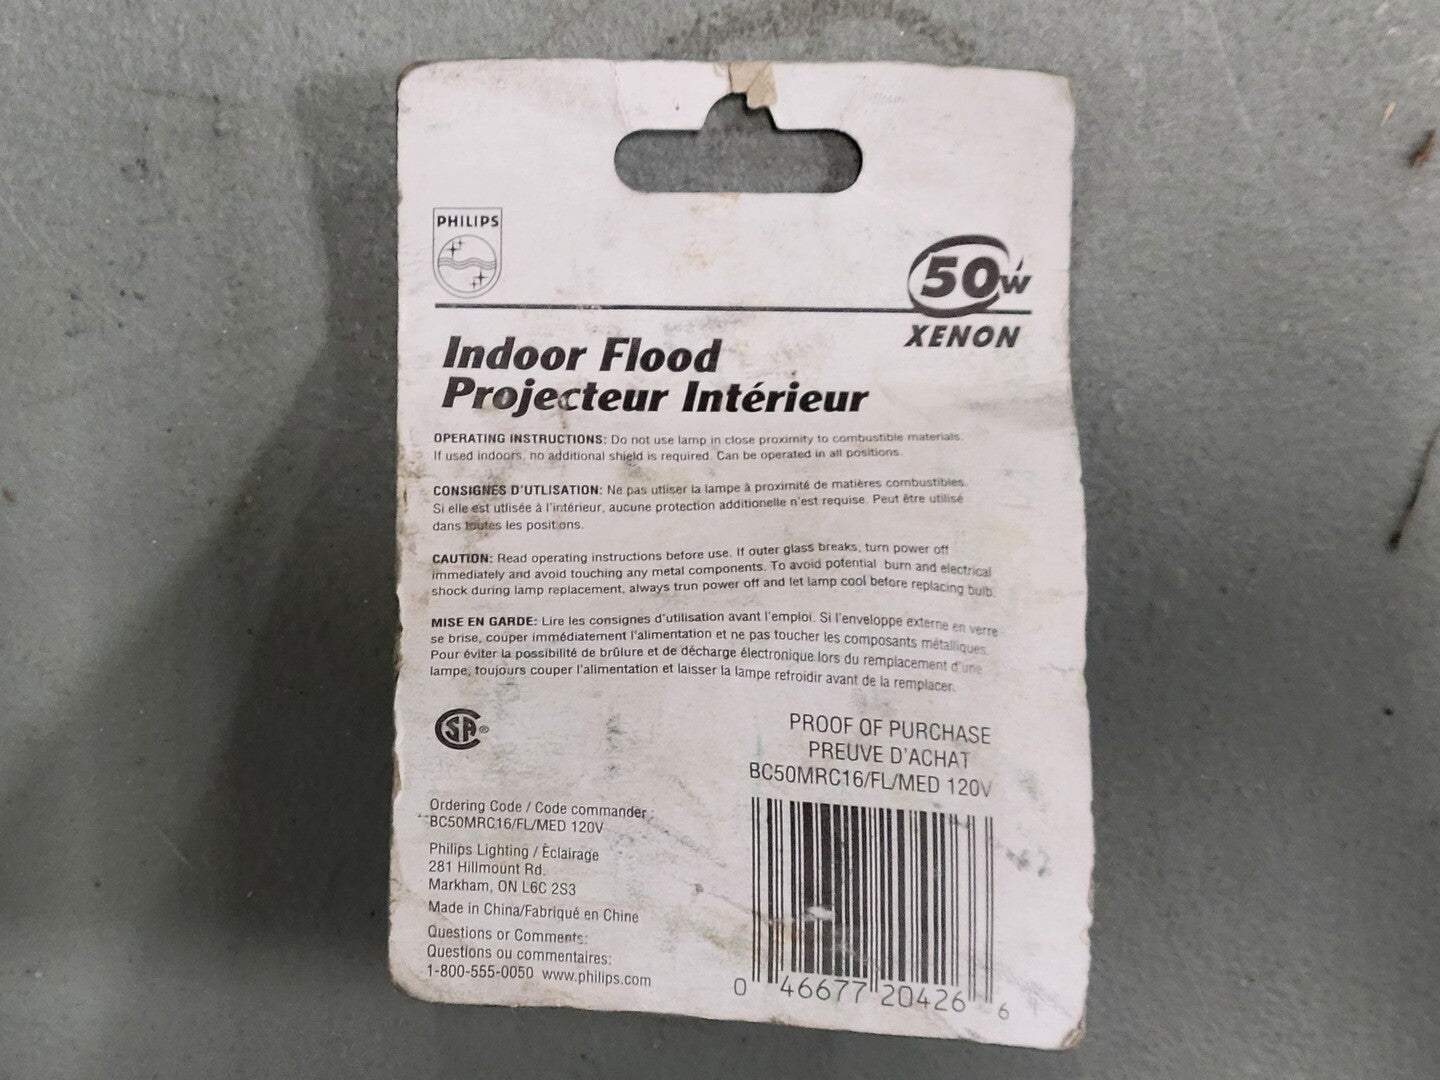 PHILIPS
50W
XENON
Indoor Flood
Projecteur Intérieur
OPERATING INSTRUCTIONS: Do not use lamp in close proximity to combustible materials.
If used indoors, no additional shield is required. Can be operated in all positions.
CONSIGNES D'UTLISATION: Ne pas utliser la lampe à proximité de matières combustibles.
Si elle est utlisée à l'intérieur, aucune protection additionelle n'est requise. Peut être utilisé
dans toutes les positions.
CAUTION: Read operating instructions before use. If outer glass breaks, turn power off
immediately and avoid touching any metal components. To avoid potential burn and electrical
shock during lamp replacement, always trun power off and let lamp cool before replacing bulb.
MISE EN GARDE: Lire les consignes d'utilisation avant l'emploi. Si l'enveloppe externe en verre
se brise, couper immédiatement l'alimentation et ne pas toucher les composants métalliques.
Pour éviter la possibilité de brûlure et de décharge électronique lors du remplacement d'une
lampe, toujours couper l'alimentation et laisser la lampe refroidir avant de la remplacer.
CSA®
PROOF OF PURCHASE
PREUVE D'ACHAT
BC50MRC16/FL/MED 120V
Ordering Code / Code commander :
BC50MRC16/FL/MED 120V
Philips Lighting / Èclairage
281 Hillmount Rd.
Markham, ON L6C 2S3
Made in China/Fabriqué en Chine
Questions or Comments:
Questions ou commentaires:
1-800-555-0050 www.philips.com
0 46677 20426 6